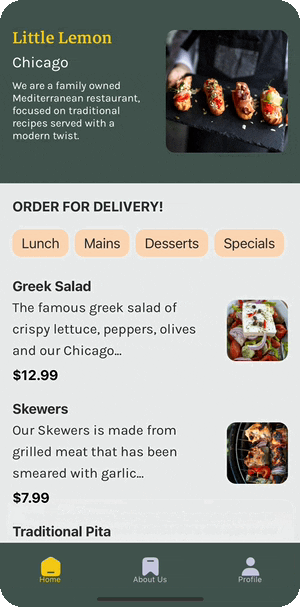 Little Lemon
Chicago
We are a family owned
Mediterranean restaurant,
focused on traditional
recipes served with a
modern twist.
ORDER FOR DELIVERY!
Lunch Mains Desserts Specials
Greek Salad
The famous greek salad of
crispy lettuce, peppers, olives
and our Chicago...
$12.99
Skewers
Our Skewers is made from
grilled meat that has been
smeared with garlic...
$7.99
Traditional Pita
Home About Us Profile